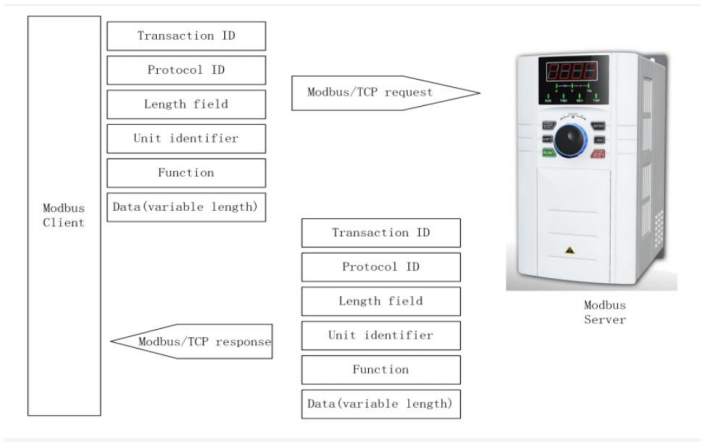 Transaction ID
Protocol ID
Modbus/TCP request
Length field
Unit identifier
Function
Data(variable length)
Modbus
Client
Transaction ID
Protocol ID
Length field
Unit identifier
Modbus/TCP response
Function
Data(variable length)
Modbus
Server